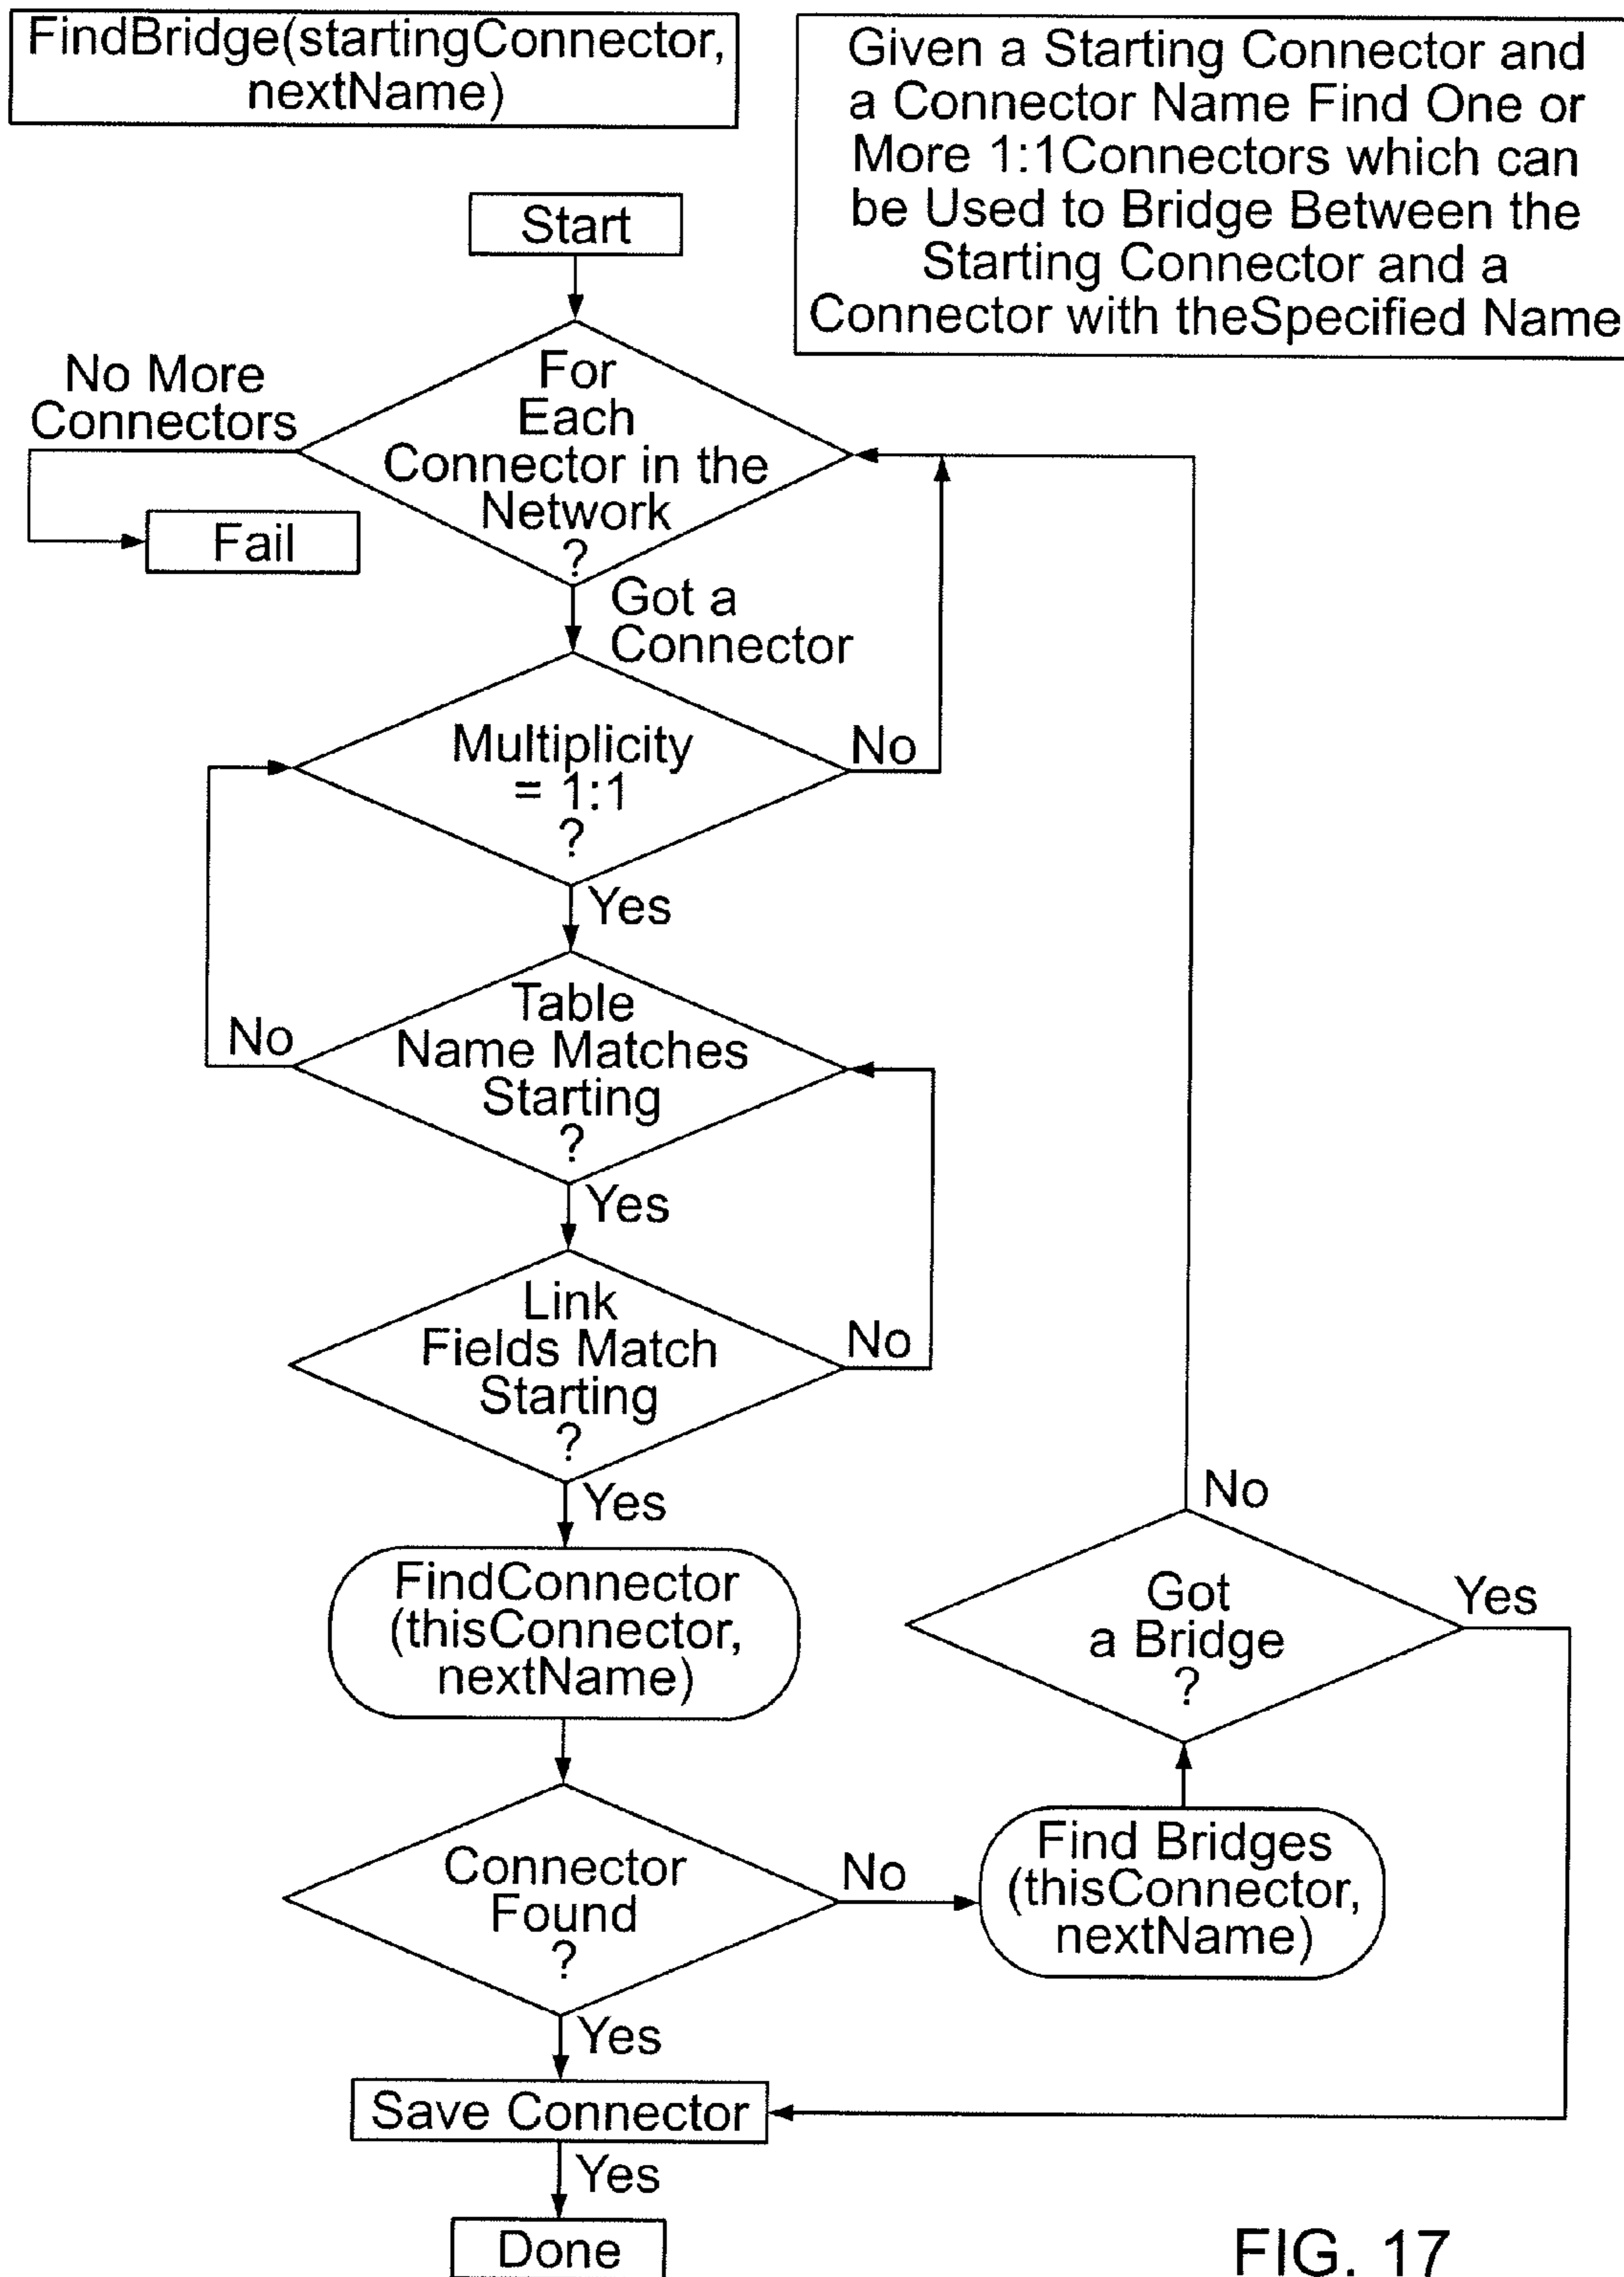 FindBridge(startingConnector,
nextName)
Given a Starting Connector and
a Connector Name Find One or
More 1:1Connectors which can
be Used to Bridge Between the
Starting Connector and a
Connector with theSpecified Name
Start
For
Each
Connector in the
Network
?
No More
Connectors
Fail
Got a
Connector
Multiplicity
= 1:1
?
No
Yes
Table
Name Matches
Starting
?
No
Yes
Link
Fields Match
Starting
?
No
Yes
FindConnector
(thisConnector,
nextName)
Connector
Found
?
No
Find Bridges
(thisConnector,
nextName)
Got
a Bridge
?
No
Yes
Yes
Save Connector
Yes
Done
FIG. 17